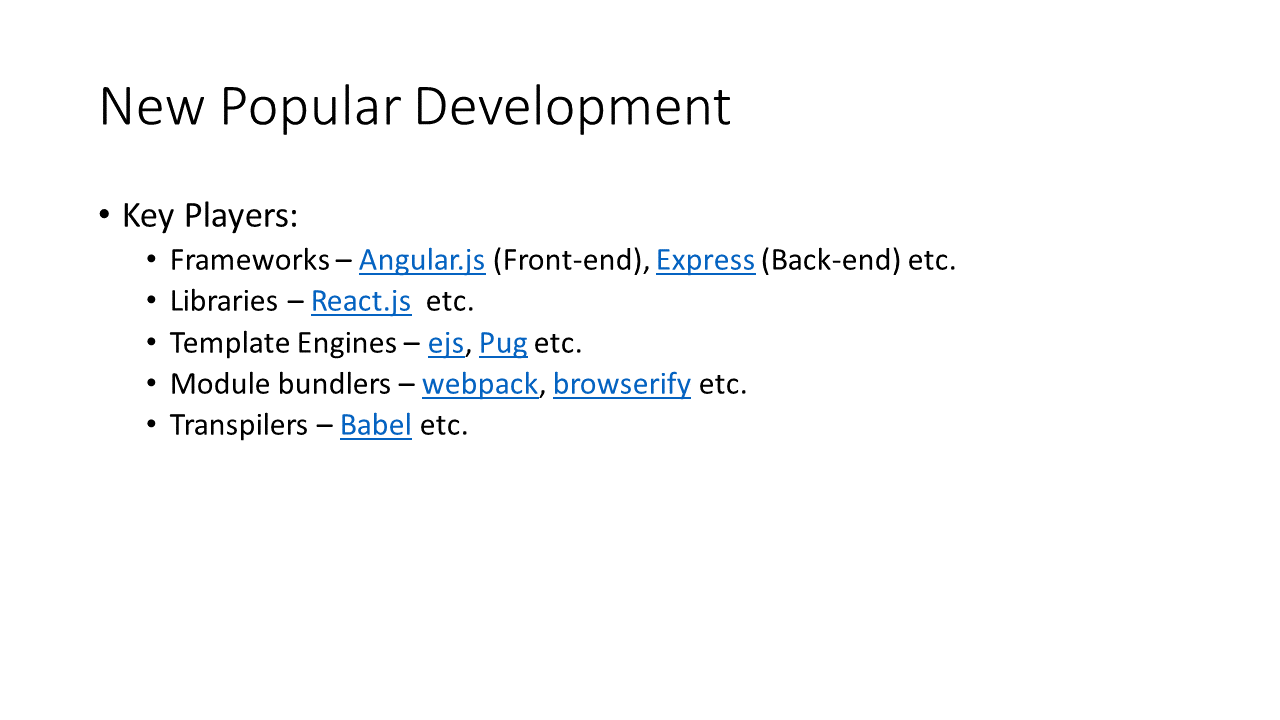 New Popular Development
• Key Players:
• Frameworks – Angular.js (Front-end), Express (Back-end) etc.
• Libraries – React.js  etc.
• Template Engines – ejs, Pug etc.
• Module bundlers – webpack, browserify etc.
• Transpilers – Babel etc.